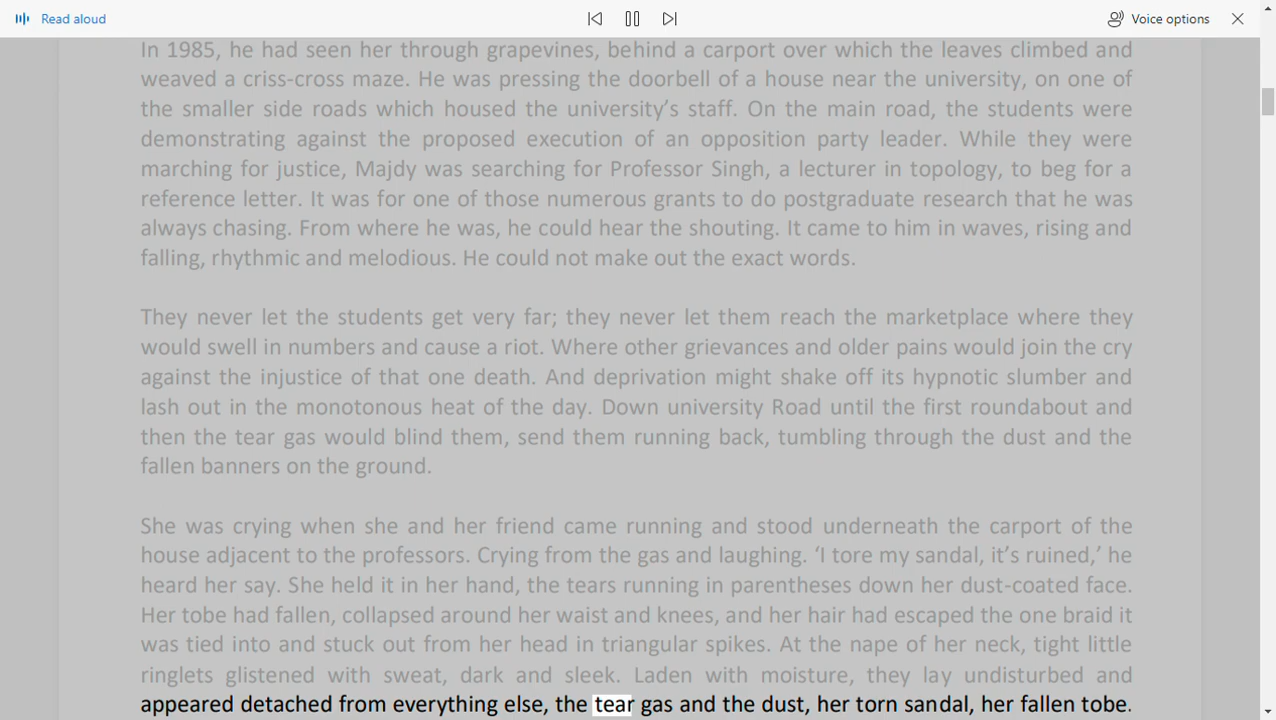 Read aloud
Voice options
In 1985, he had seen her through grapevines, behind a carport over which the leaves climbed and
weaved a criss-cross maze. He was pressing the doorbell of a house near the university, on one of
the smaller side roads which housed the university’s staff. On the main road, the students were
demonstrating against the proposed execution of an opposition party leader. While they were
marching for justice, Majdy was searching for Professor Singh, a lecturer in topology, to beg for a
reference letter. It was for one of those numerous grants to do postgraduate research that he was
always chasing. From where he was, he could hear the shouting. It came to him in waves, rising and
falling, rhythmic and melodious. He could not make out the exact words.
They never let the students get very far; they never let them reach the marketplace where they
would swell in numbers and cause a riot. Where other grievances and older pains would join the cry
against the injustice of that one death. And deprivation might shake off its hypnotic slumber and
lash out in the monotonous heat of the day. Down university Road until the first roundabout and
then the tear gas would blind them, send them running back, tumbling through the dust and the
fallen banners on the ground.
She was crying when she and her friend came running and stood underneath the carport of the
house adjacent to the professors. Crying from the gas and laughing. ‘I tore my sandal, it’s ruined,’ he
heard her say. She held it in her hand, the tears running in parentheses down her dust-coated face.
Her tobe had fallen, collapsed around her waist and knees, and her hair had escaped the one braid it
was tied into and stuck out from her head in triangular spikes. At the nape of her neck, tight little
ringlets glistened with sweat, dark and sleek. Laden with moisture, they lay undisturbed and
appeared detached from everything else, the tear gas and the dust, her torn sandal, her fallen tobe.